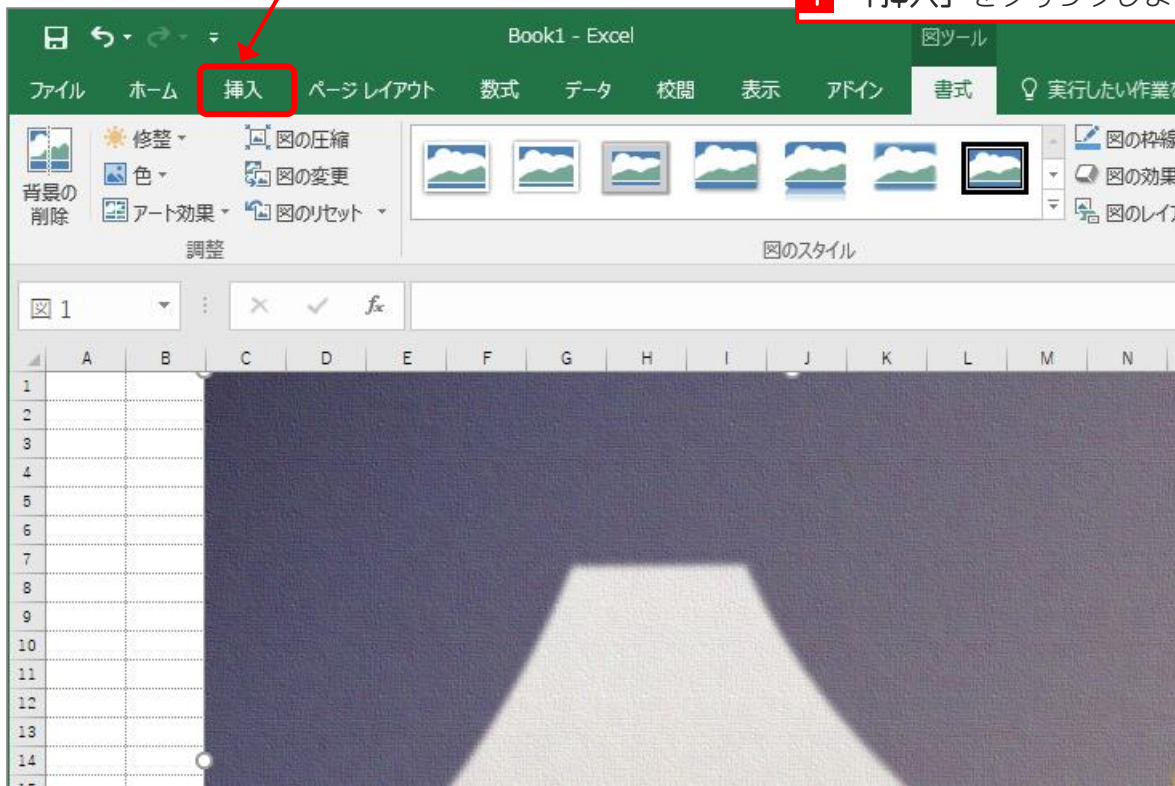 「挿入」をクリックしよ
Book1 - Excel
図ツール
ファイル ホーム 挿入 ページ レイアウト 数式 データ 校閲 表示 アドイン 書式 実行したい作業を
修整 図の圧縮
色 図の変更
アート効果 図のリセット
背景の
削除
図の枠線
図の効果
図のレイア
調整
図のスタイル
図 1
fx
A B C D E F G H I J K L M N
1
2
3
4
5
6
7
8
9
10
11
12
13
14